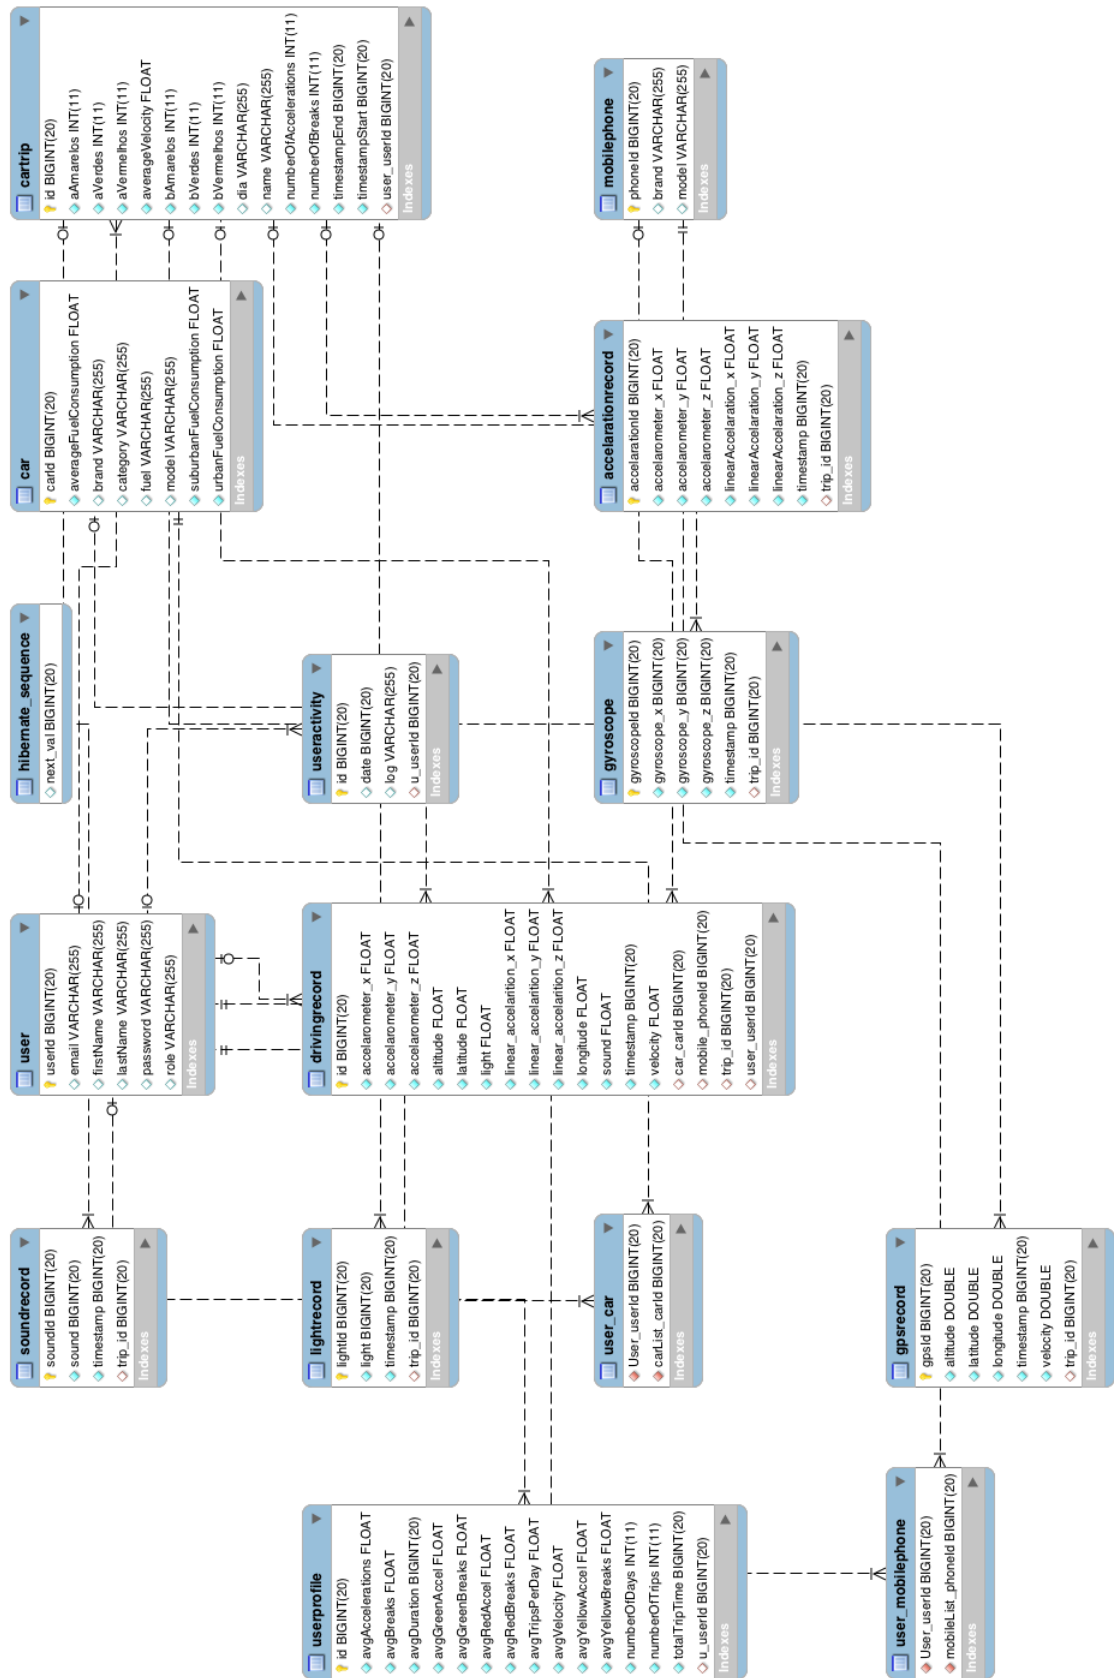 soundrecord
soundId BIGINT(20)
sound BIGINT(20)
timestamp BIGINT(20)
trip_id BIGINT(20)
Indexes
user
userId BIGINT(20)
email VARCHAR(255)
firstName VARCHAR(255)
lastName VARCHAR(255)
password VARCHAR(255)
role VARCHAR(255)
Indexes
hibernate_sequence
next_val BIGINT(20)
car
carId BIGINT(20)
averageFuelConsumption FLOAT
brand VARCHAR(255)
category VARCHAR(255)
fuel VARCHAR(255)
model VARCHAR(255)
suburbanFuelConsumption FLOAT
urbanFuelConsumption FLOAT
Indexes
cartrip
id BIGINT(20)
aAmarelos INT(11)
aVerdes INT(11)
aVermelhos INT(11)
averageVelocity FLOAT
bAmarelos INT(11)
bVerdes INT(11)
bVermelhos INT(11)
dia VARCHAR(255)
name VARCHAR(255)
numberOfAccelerations INT(11)
numberOfBreaks INT(11)
timestampEnd BIGINT(20)
timestampStart BIGINT(20)
user_userId BIGINT(20)
Indexes
userprofile
id BIGINT(20)
avgAccelerations FLOAT
avgBreaks FLOAT
avgDuration BIGINT(20)
avgGreenAccel FLOAT
avgGreenBreaks FLOAT
avgRedAccel FLOAT
avgRedBreaks FLOAT
avgTripsPerDay FLOAT
avgVelocity FLOAT
avgYellowAccel FLOAT
avgYellowBreaks FLOAT
numberOfDays INT(11)
numberOfTrips INT(11)
totalTripTime BIGINT(20)
u_userId BIGINT(20)
Indexes
lightrecord
lightId BIGINT(20)
light BIGINT(20)
timestamp BIGINT(20)
trip_id BIGINT(20)
Indexes
drivingrecord
id BIGINT(20)
accelarometer_x FLOAT
accelarometer_y FLOAT
accelarometer_z FLOAT
altitude FLOAT
latitude FLOAT
light FLOAT
linear_accelarition_x FLOAT
linear_accelarition_y FLOAT
linear_accelarition_z FLOAT
longitude FLOAT
sound FLOAT
timestamp BIGINT(20)
velocity FLOAT
car_carId BIGINT(20)
mobile_phoneId BIGINT(20)
trip_id BIGINT(20)
user_userId BIGINT(20)
Indexes
useractivity
id BIGINT(20)
date BIGINT(20)
log VARCHAR(255)
u_userId BIGINT(20)
Indexes
user_car
User_userId BIGINT(20)
carList_carId BIGINT(20)
Indexes
gyroscope
gyroscopeId BIGINT(20)
gyroscope_x BIGINT(20)
gyroscope_y BIGINT(20)
gyroscope_z BIGINT(20)
timestamp BIGINT(20)
trip_id BIGINT(20)
Indexes
accelarationrecord
accelarationId BIGINT(20)
accelarometer_x FLOAT
accelarometer_y FLOAT
accelarometer_z FLOAT
linearAccelaration_x FLOAT
linearAccelaration_y FLOAT
linearAccelaration_z FLOAT
timestamp BIGINT(20)
trip_id BIGINT(20)
Indexes
mobilephone
phoneId BIGINT(20)
brand VARCHAR(255)
model VARCHAR(255)
Indexes
user_mobilephone
User_userId BIGINT(20)
mobileList_phoneId BIGINT(20)
Indexes
gpsrecord
gpsId BIGINT(20)
altitude DOUBLE
latitude DOUBLE
longitude DOUBLE
timestamp BIGINT(20)
velocity DOUBLE
trip_id BIGINT(20)
Indexes